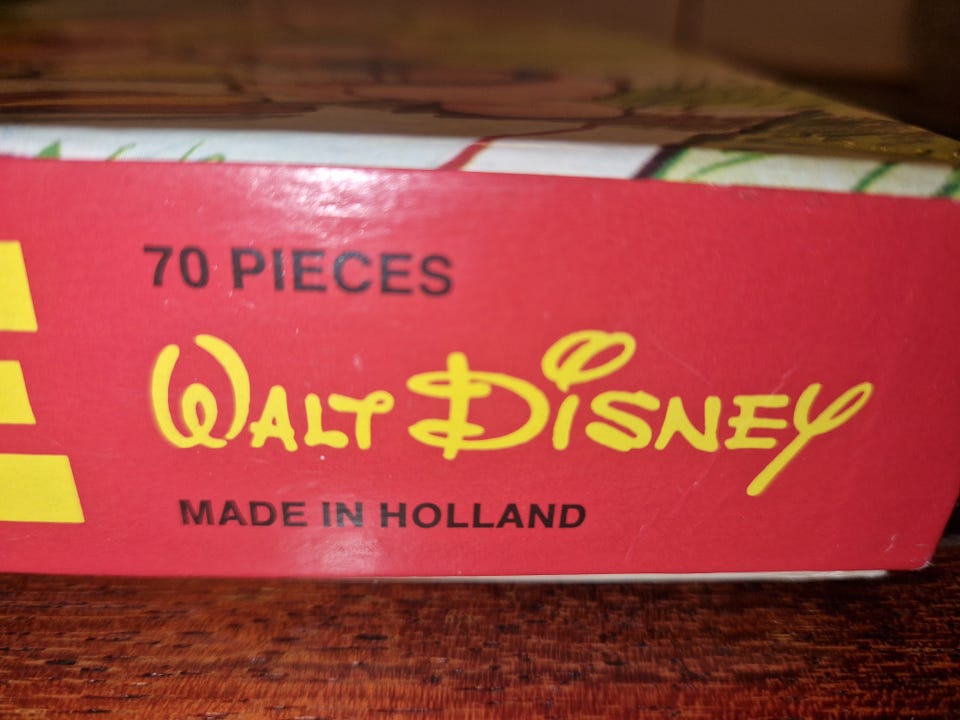 70 PIECES
WALT DISNEY
MADE IN HOLLAND